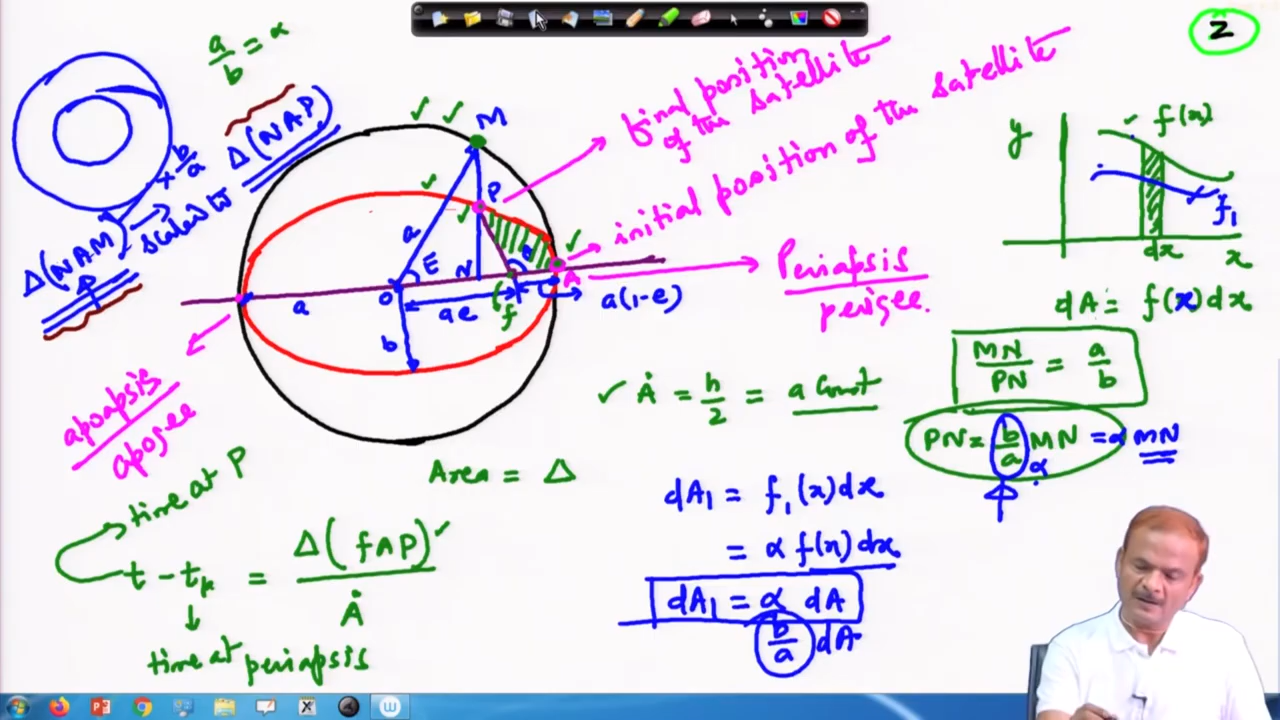 2
a/b = α
Δ(NAP)
× b/a
Δ(NAM) → scaled to
M
P
a
E
N
θ
O
f
A
a
ae
a(1-e)
b
final position
of the satellite
initial position of the satellite
Periapsis
/perigee.
apoapsis
/apogee
y
f(x)
f₁
dx
x
dA = f(x) dx
MN/PN = a/b
PN = b/a MN = α MN
α
✓ Ȧ = h/2 = a Const
Area = Δ
time at P
t - tₚ = Δ(fAP)/Ȧ
time at periapsis
dA₁ = f₁(x) dx
= α f(x) dx
dA₁ = α dA
b/a dA
W